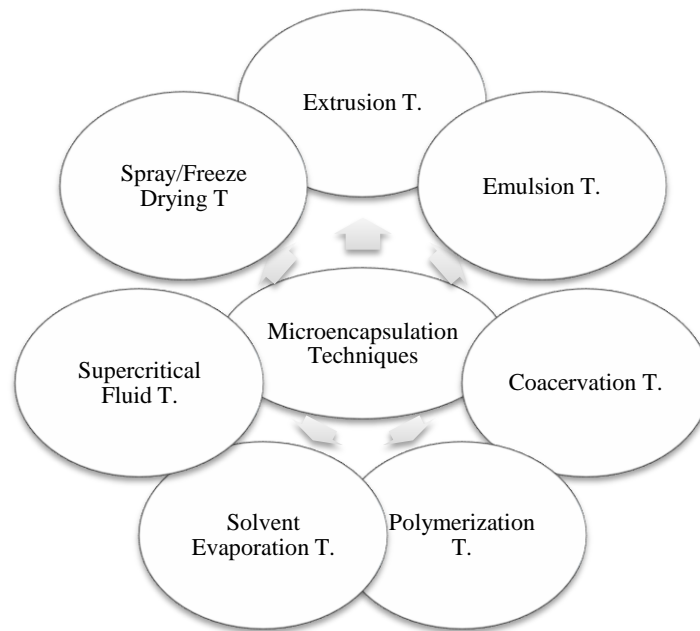 Extrusion T.
Spray/Freeze
Drying T
Emulsion T.
Microencapsulation
Techniques
Supercritical
Fluid T.
Coacervation T.
Solvent
Evaporation T.
Polymerization
T.